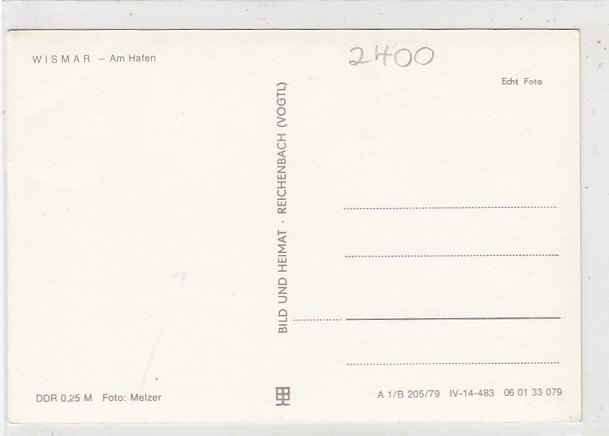 WISMAR – Am Hafen
2400
Echt Foto
BILD UND HEIMAT · REICHENBACH (VOGTL)
DDR 0,25 M Foto: Melzer
A 1/B 205/79 IV-14-483 06 01 33 079